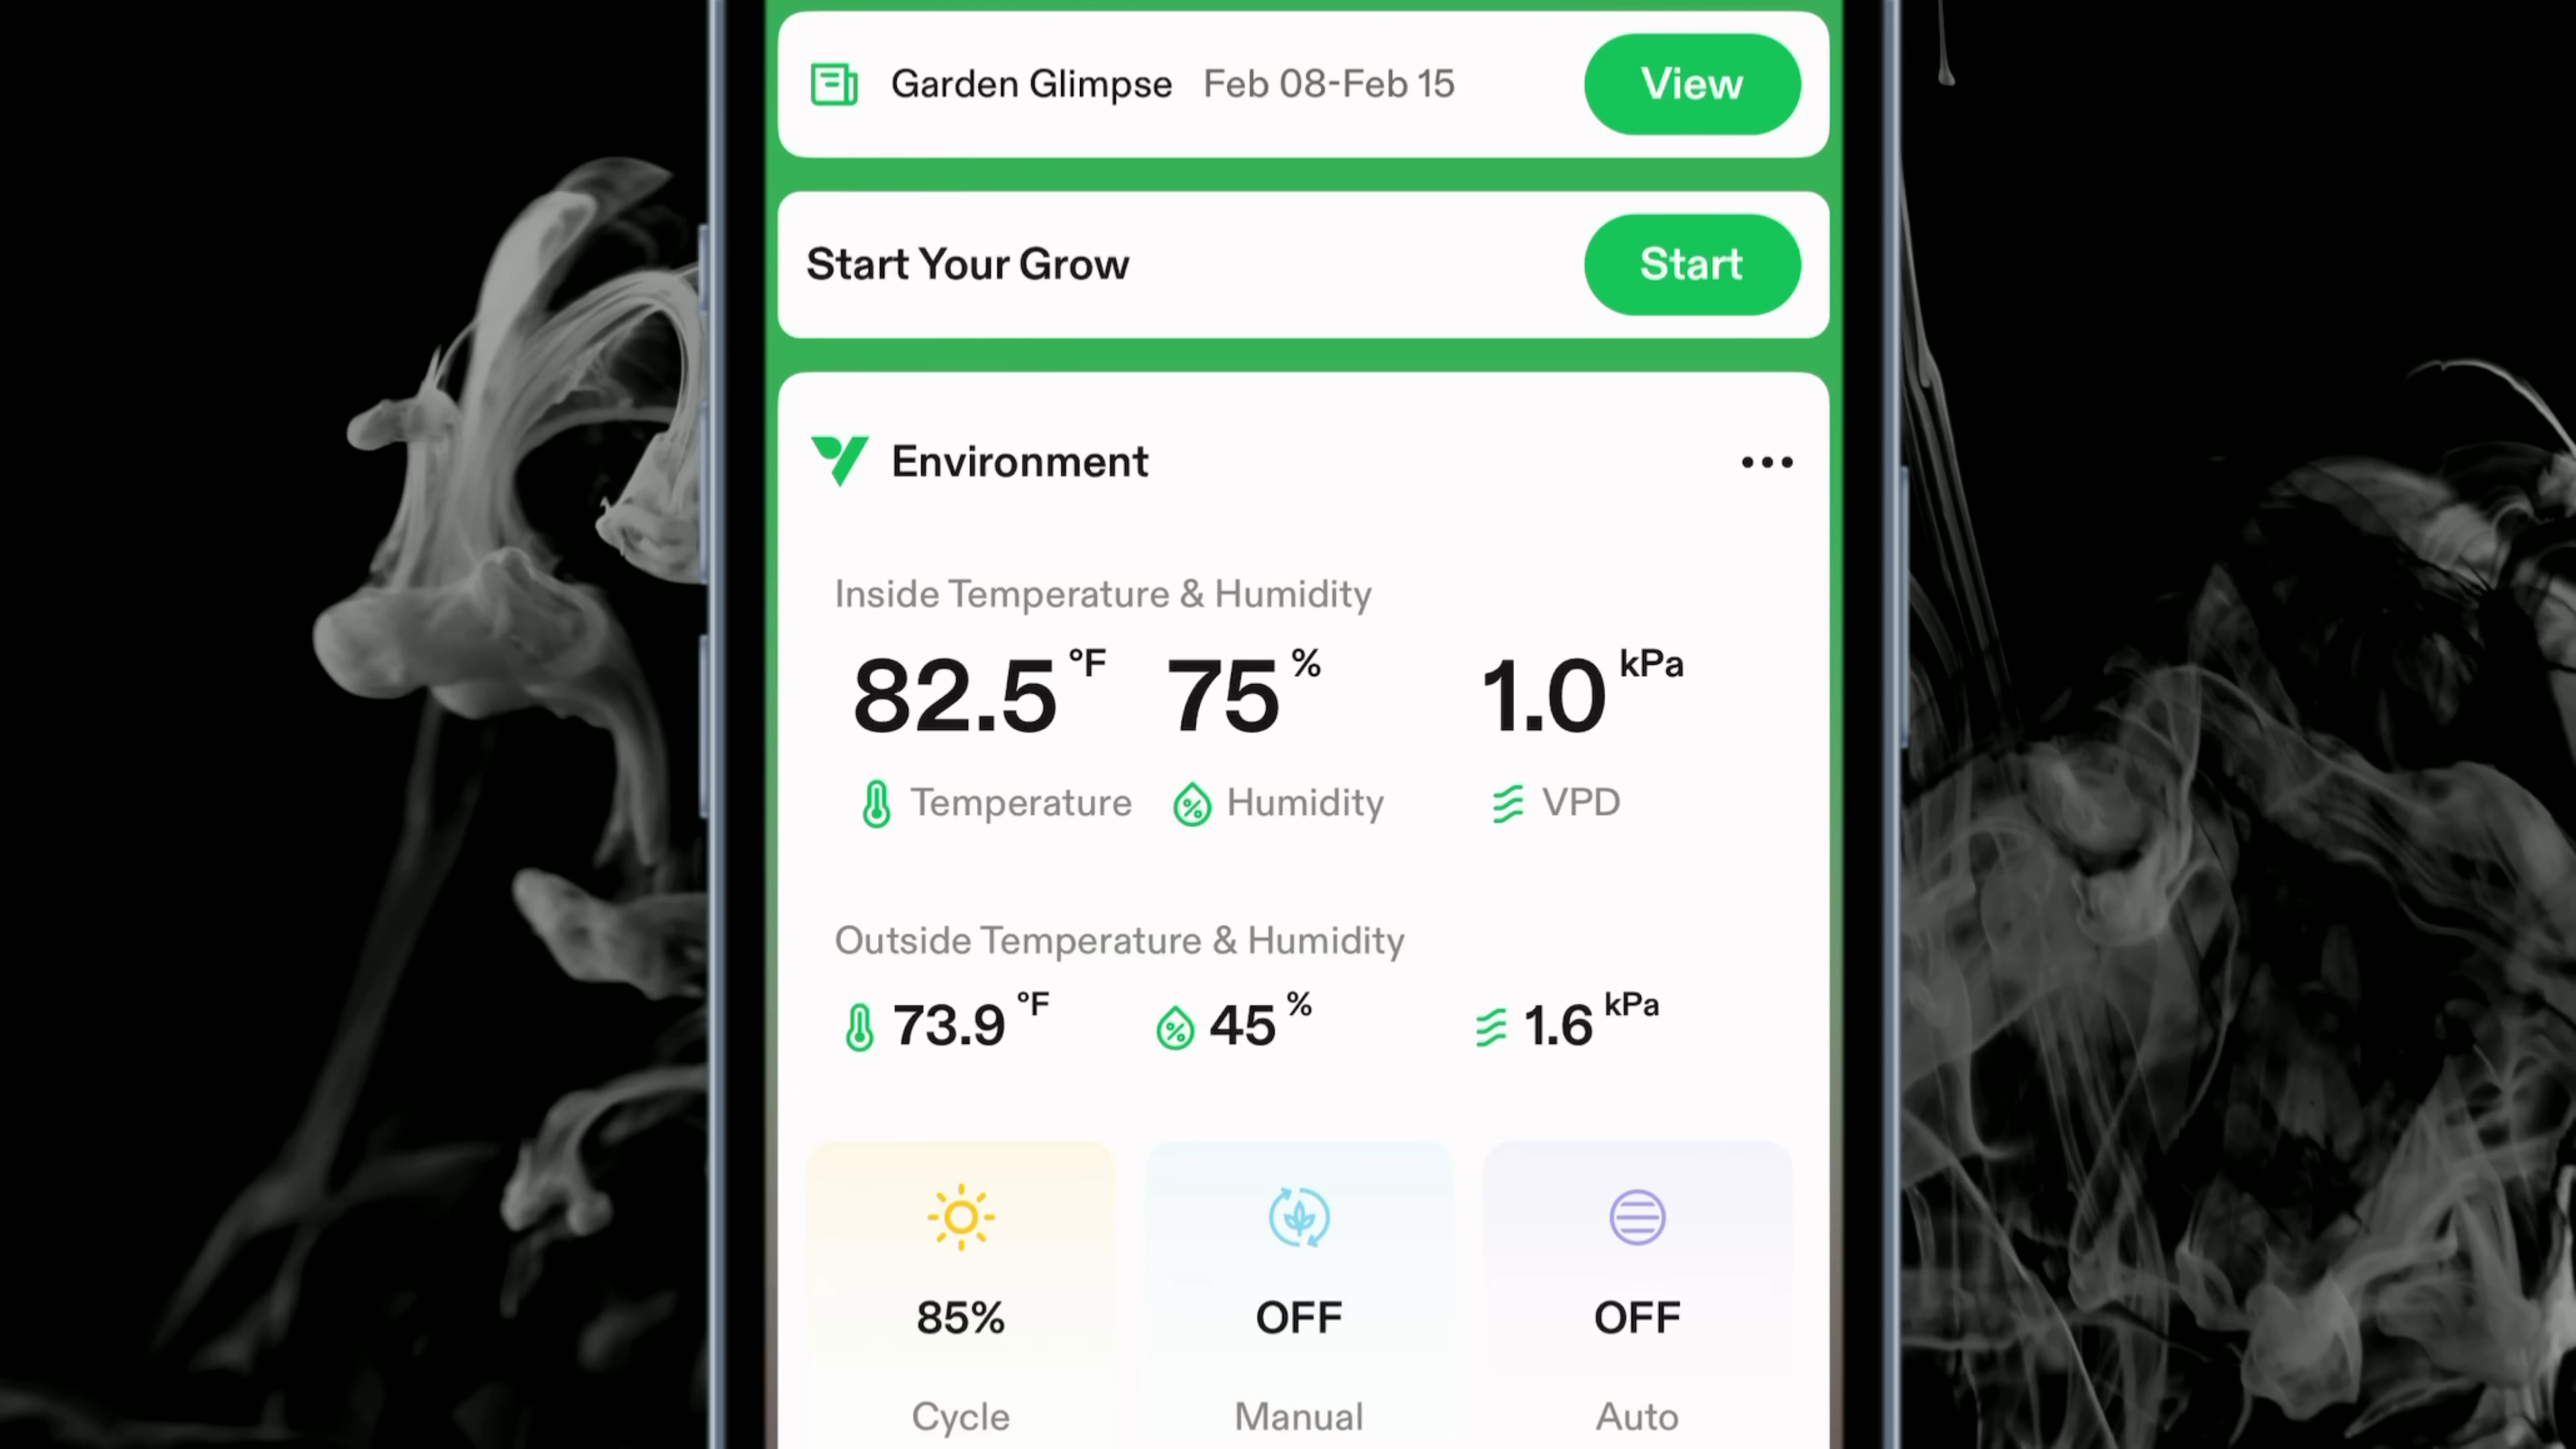 Garden Glimpse Feb 08-Feb 15 View
Start Your Grow Start
Environment
Inside Temperature & Humidity
82.5 °F 75 % 1.0 kPa
Temperature Humidity VPD
Outside Temperature & Humidity
73.9 °F 45 % 1.6 kPa
85% OFF OFF
Cycle Manual Auto